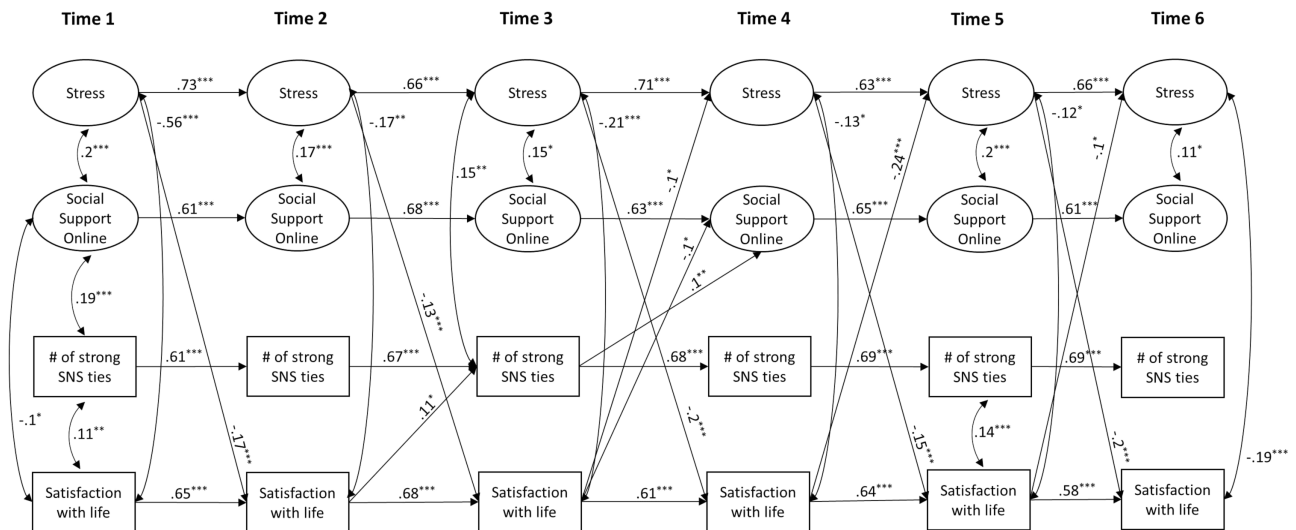 Time 1 Time 2 Time 3 Time 4 Time 5 Time 6
Stress .73*** Stress .66*** Stress .71*** Stress .63*** Stress .66*** Stress
-.56*** -.17** -.21*** -.13* -.12*
.2*** .17*** .15** .15* -.1* -.24*** .2*** -.1* .11*
Social
Support
Online
.61***
Social
Support
Online
.68***
Social
Support
Online
.63***
Social
Support
Online
.65***
Social
Support
Online
.61***
Social
Support
Online
.19*** -.13*** -.1* .1**
# of strong
SNS ties
.61***
# of strong
SNS ties
.67***
# of strong
SNS ties
.68***
# of strong
SNS ties
.69***
# of strong
SNS ties
.69***
# of strong
SNS ties
-.1* .11** -.17*** .11* -.2*** -.15*** .14*** -.2*** -.19***
Satisfaction
with life
.65***
Satisfaction
with life
.68***
Satisfaction
with life
.61***
Satisfaction
with life
.64***
Satisfaction
with life
.58***
Satisfaction
with life